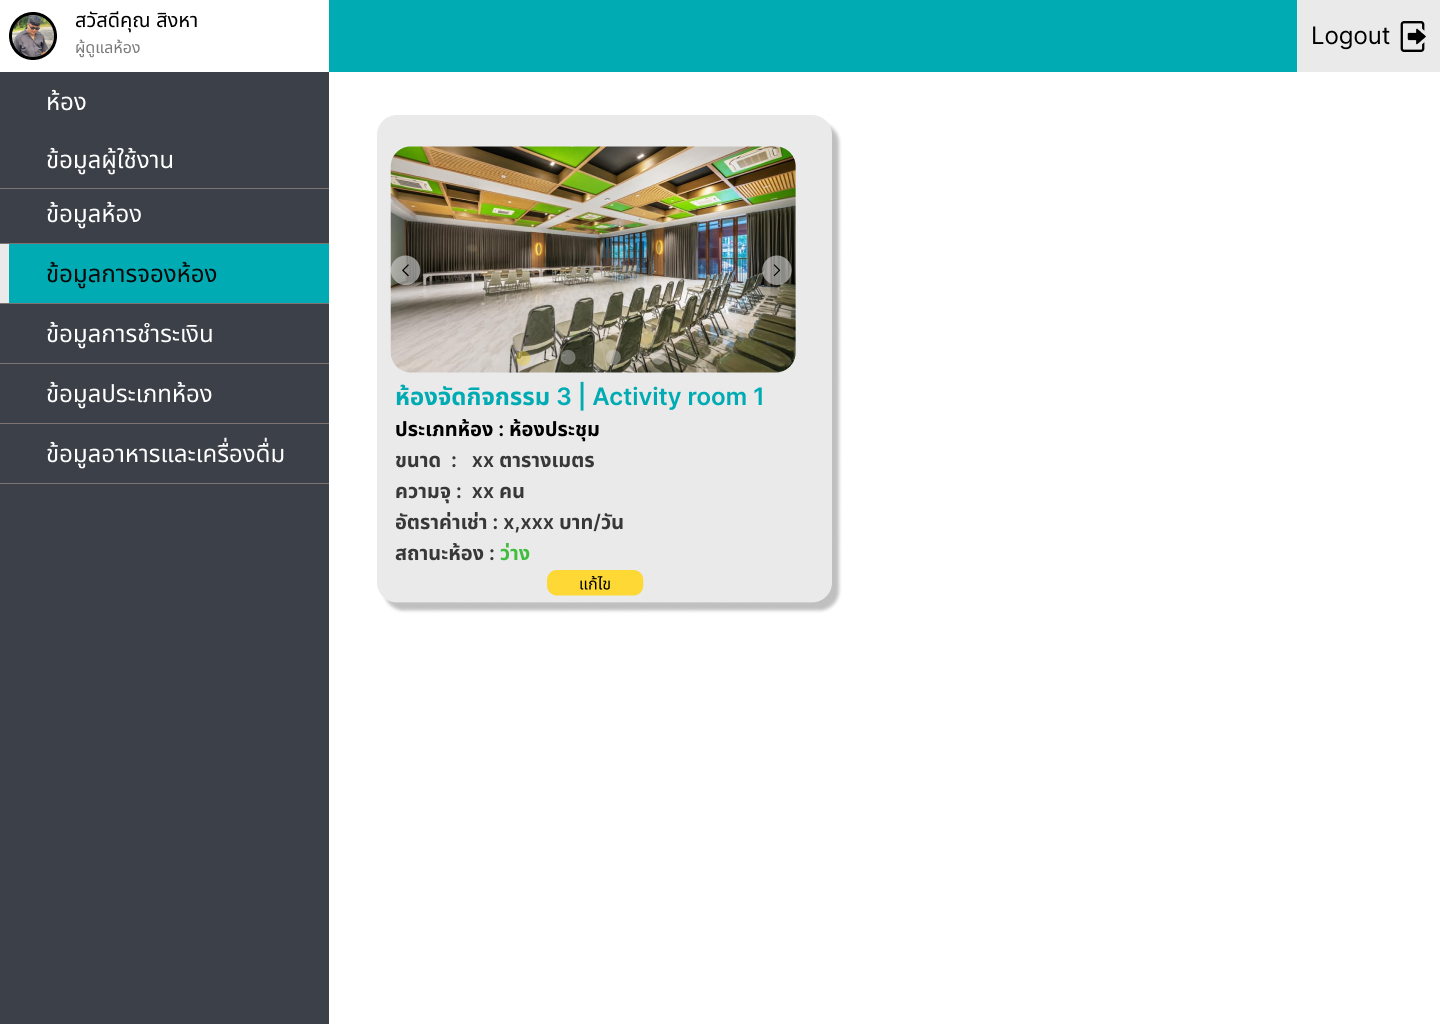 สวัสดีคุณ สิงหา
ผู้ดูแลห้อง
Logout
ห้อง
ข้อมูลผู้ใช้งาน
ข้อมูลห้อง
ข้อมูลการจองห้อง
ข้อมูลการชำระเงิน
ข้อมูลประเภทห้อง
ข้อมูลอาหารและเครื่องดื่ม
ห้องจัดกิจกรรม 3 | Activity room 1
ประเภทห้อง : ห้องประชุม
ขนาด : xx ตารางเมตร
ความจุ : xx คน
อัตราค่าเช่า : x,xxx บาท/วัน
สถานะห้อง : ว่าง
แก้ไข